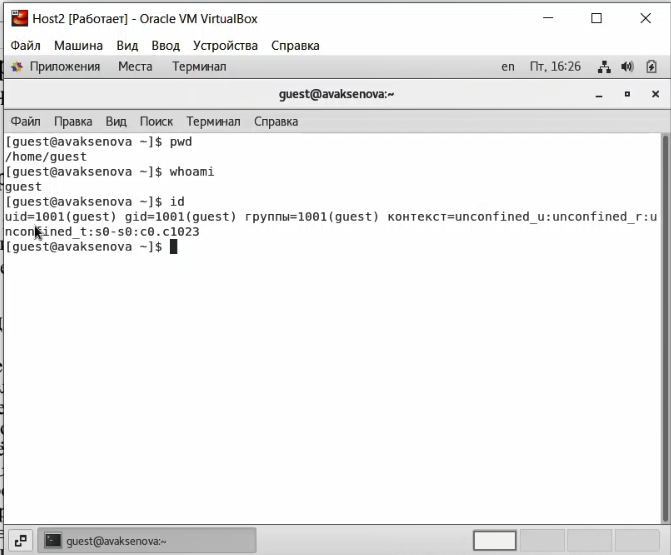 Host2 [Работает] - Oracle VM VirtualBox
Файл Машина Вид Ввод Устройства Справка
Приложения Места Терминал en Пт, 16:26
guest@avaksenova:~
Файл Правка Вид Поиск Терминал Справка
[guest@avaksenova ~]$ pwd
/home/guest
[guest@avaksenova ~]$ whoami
guest
[guest@avaksenova ~]$ id
uid=1001(guest) gid=1001(guest) группы=1001(guest) контекст=unconfined_u:unconfined_r:u
nconfined_t:s0-s0:c0.c1023
[guest@avaksenova ~]$
guest@avaksenova:~